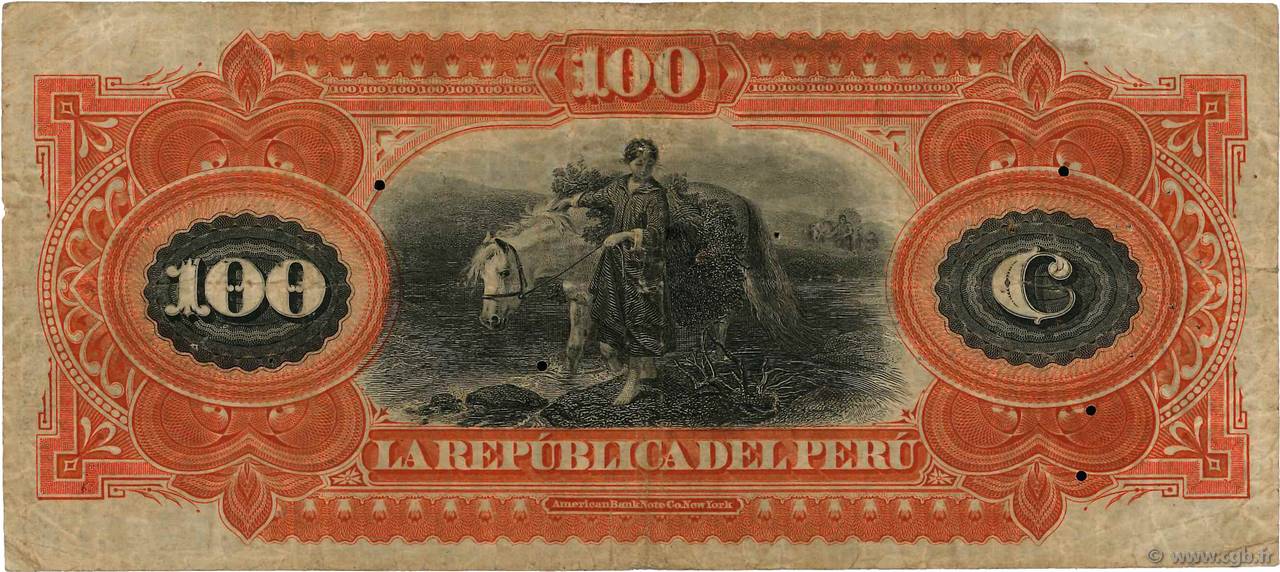 100
100 100 100 100 100 100 100 100 100 100 100 100 100 100
100
C
LA REPÚBLICA DEL PERÚ
American Bank Note Co. New York
© www.cgb.fr